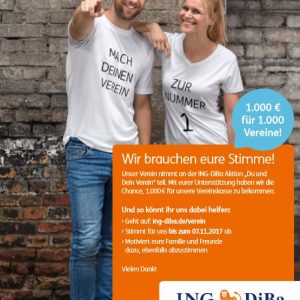 MACH
DEINEN
VEREIN
ZUR
NUMMER
1
1.000 €
für 1.000
Vereine!
Wir brauchen eure Stimme!
Unser Verein nimmt an der ING-DiBa Aktion „Du und
Dein Verein" teil. Mit eurer Unterstützung haben wir die
Chance, 1.000 € für unsere Vereinskasse zu bekommen.
Und so könnt ihr uns dabei helfen:
› Geht auf: ing-diba.de/verein
› Stimmt für uns bis zum 07.11.2017 ab
› Motiviert eure Familie und Freunde
dazu, ebenfalls abzustimmen
Vielen Dank!
ING DiBa